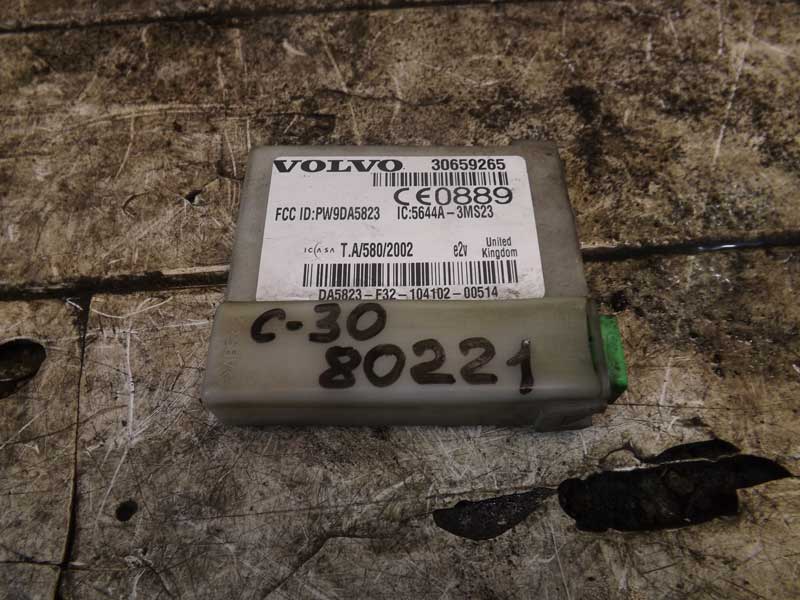 VOLVO 30659265
CE0889
FCC ID:PW9DA5823 IC:5644A-3MS23
ICASA T.A/580/2002 e2v United Kingdom
DA5823-F32-104102-00514
C-30
80221